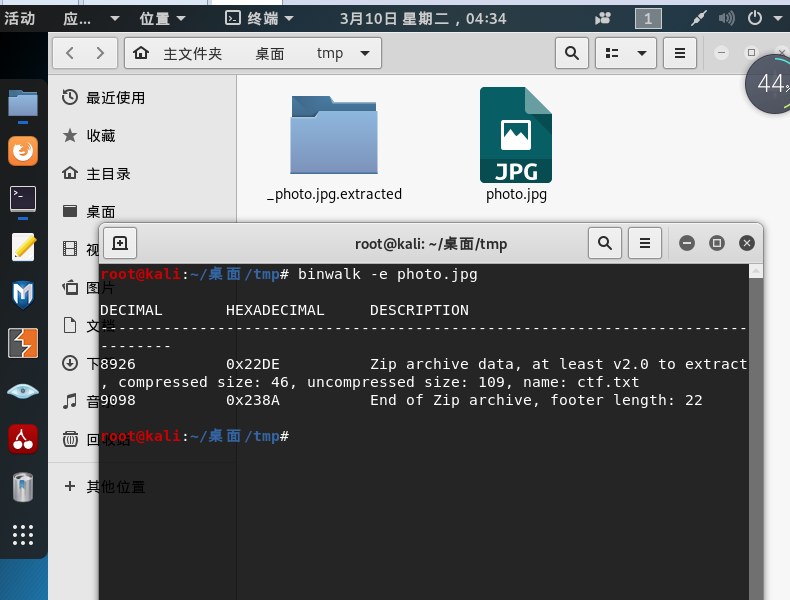 活动 应… 位置 终端 3月10日 星期二，04:34 1
主文件夹 桌面 tmp
44%
最近使用
收藏
主目录
桌面
_photo.jpg.extracted
JPG
photo.jpg
root@kali: ~/桌面/tmp
视
图片
文档
下
音
回收站
其他位置
root@kali:~/桌面/tmp# binwalk -e photo.jpg
DECIMAL HEXADECIMAL DESCRIPTION
--------------------------------------------------------------------------------
8926 0x22DE Zip archive data, at least v2.0 to extract
, compressed size: 46, uncompressed size: 109, name: ctf.txt
9098 0x238A End of Zip archive, footer length: 22
root@kali:~/桌面/tmp#